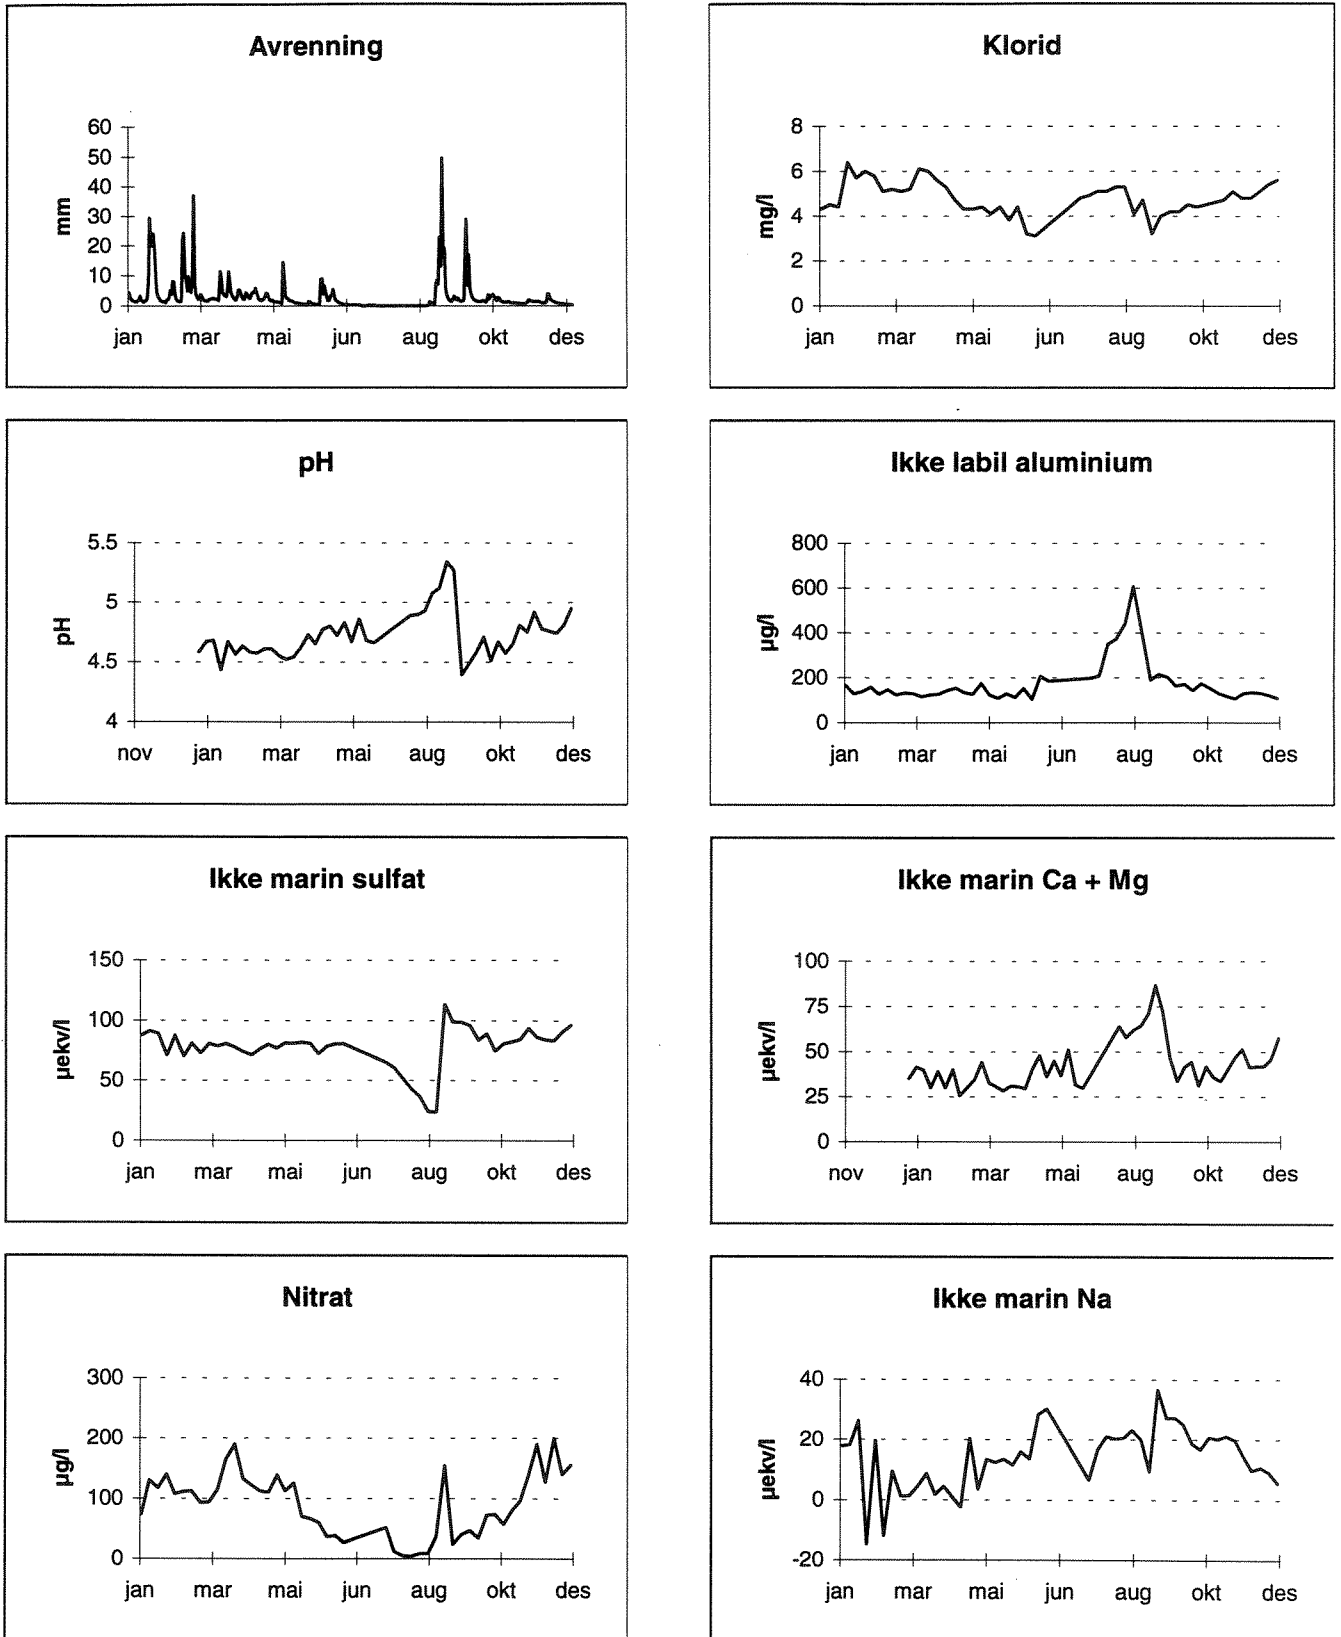 Avrenning
60
50
40
30
20
10
0
mm
jan mar mai jun aug okt des
Klorid
8
6
4
2
0
mg/l
jan mar mai jun aug okt des
pH
5.5
5
4.5
4
pH
nov jan mar mai aug okt des
Ikke labil aluminium
800
600
400
200
0
µg/l
jan mar mai jun aug okt des
Ikke marin sulfat
150
100
50
0
µekv/l
jan mar mai jun aug okt des
Ikke marin Ca + Mg
100
75
50
25
0
µekv/l
nov jan mar mai aug okt des
Nitrat
300
200
100
0
µg/l
jan mar mai jun aug okt des
Ikke marin Na
40
20
0
-20
µekv/l
jan mar mai jun aug okt des